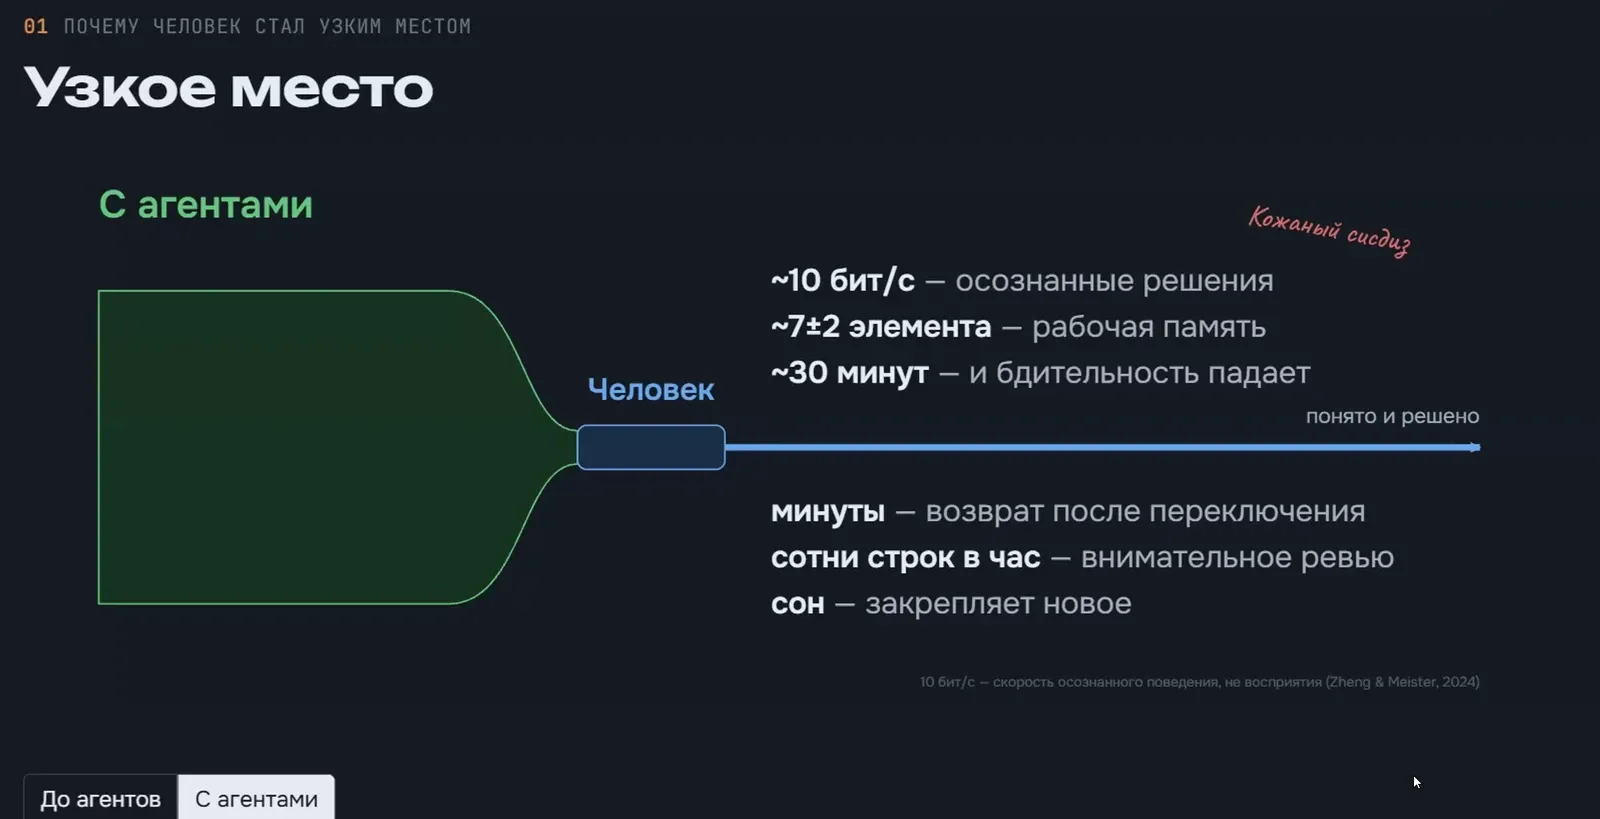 01 ПОЧЕМУ ЧЕЛОВЕК СТАЛ УЗКИМ МЕСТОМ
Узкое место
С агентами
Кожаный сисдиз
~10 бит/с — осознанные решения
~7±2 элемента — рабочая память
~30 минут — и бдительность падает
Человек
понято и решено
минуты — возврат после переключения
сотни строк в час — внимательное ревью
сон — закрепляет новое
10 бит/с — скорость осознанного поведения, не восприятия (Zheng & Meister, 2024)
До агентов
С агентами